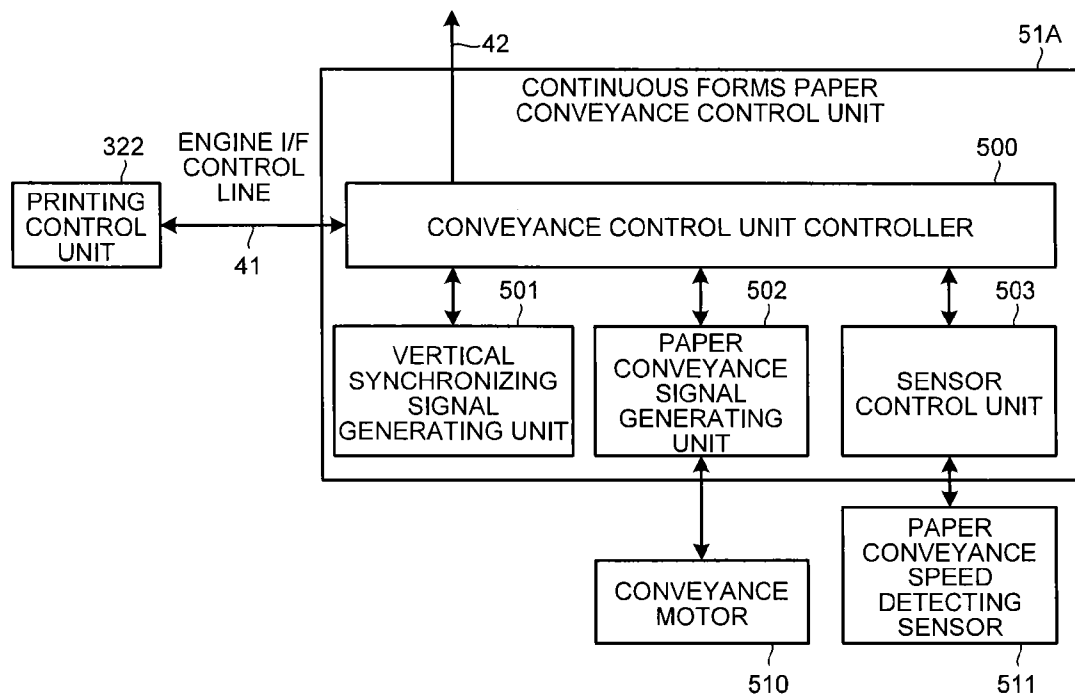 42
51A
CONTINUOUS FORMS PAPER
CONVEYANCE CONTROL UNIT
322
ENGINE I/F
CONTROL
LINE
500
PRINTING
CONTROL
UNIT
CONVEYANCE CONTROL UNIT CONTROLLER
41
501
502
503
VERTICAL
SYNCHRONIZING
SIGNAL
GENERATING UNIT
PAPER
CONVEYANCE
SIGNAL
GENERATING
UNIT
SENSOR
CONTROL UNIT
CONVEYANCE
MOTOR
PAPER
CONVEYANCE
SPEED
DETECTING
SENSOR
510
511